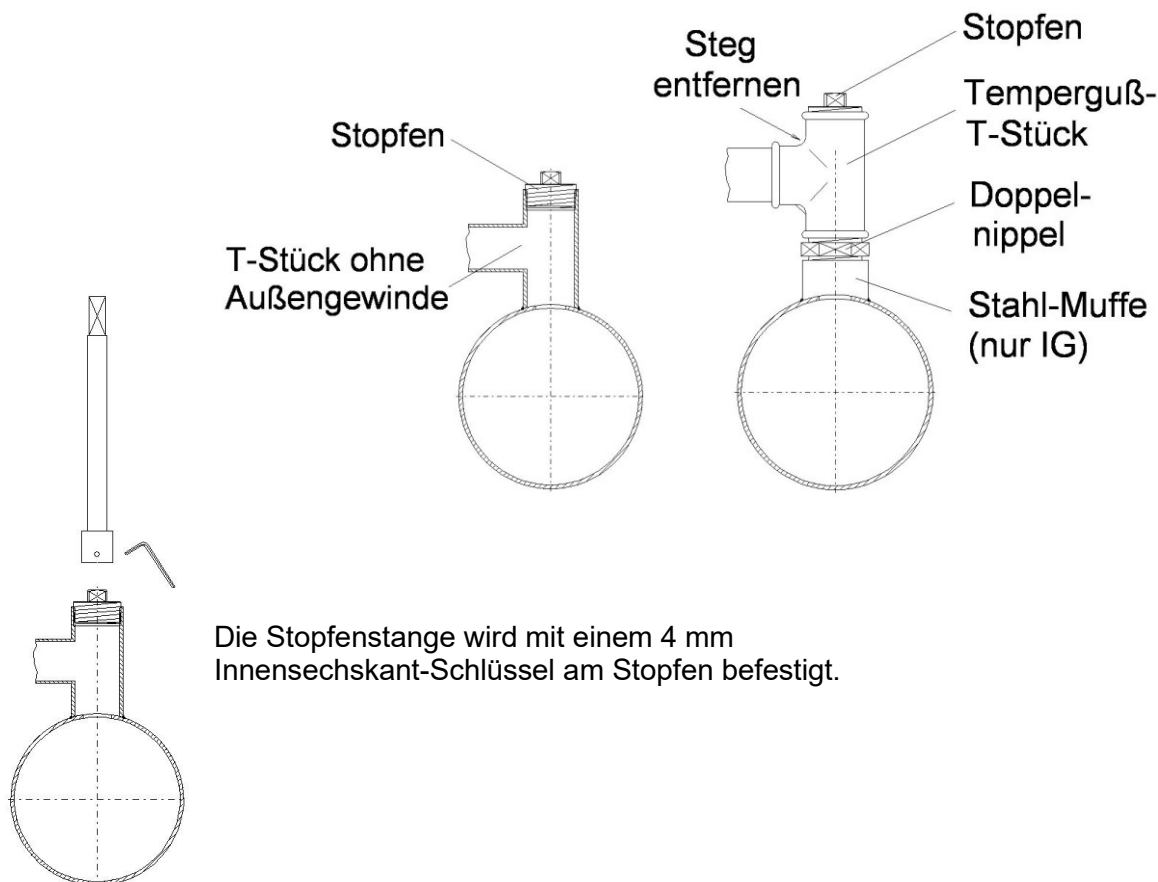 Stopfen
T-Stück ohne
Außengewinde
Steg
entfernen
Stopfen
Temperguß-
T-Stück
Doppel-
nippel
Stahl-Muffe
(nur IG)
Die Stopfenstange wird mit einem 4 mm
Innensechskant-Schlüssel am Stopfen befestigt.